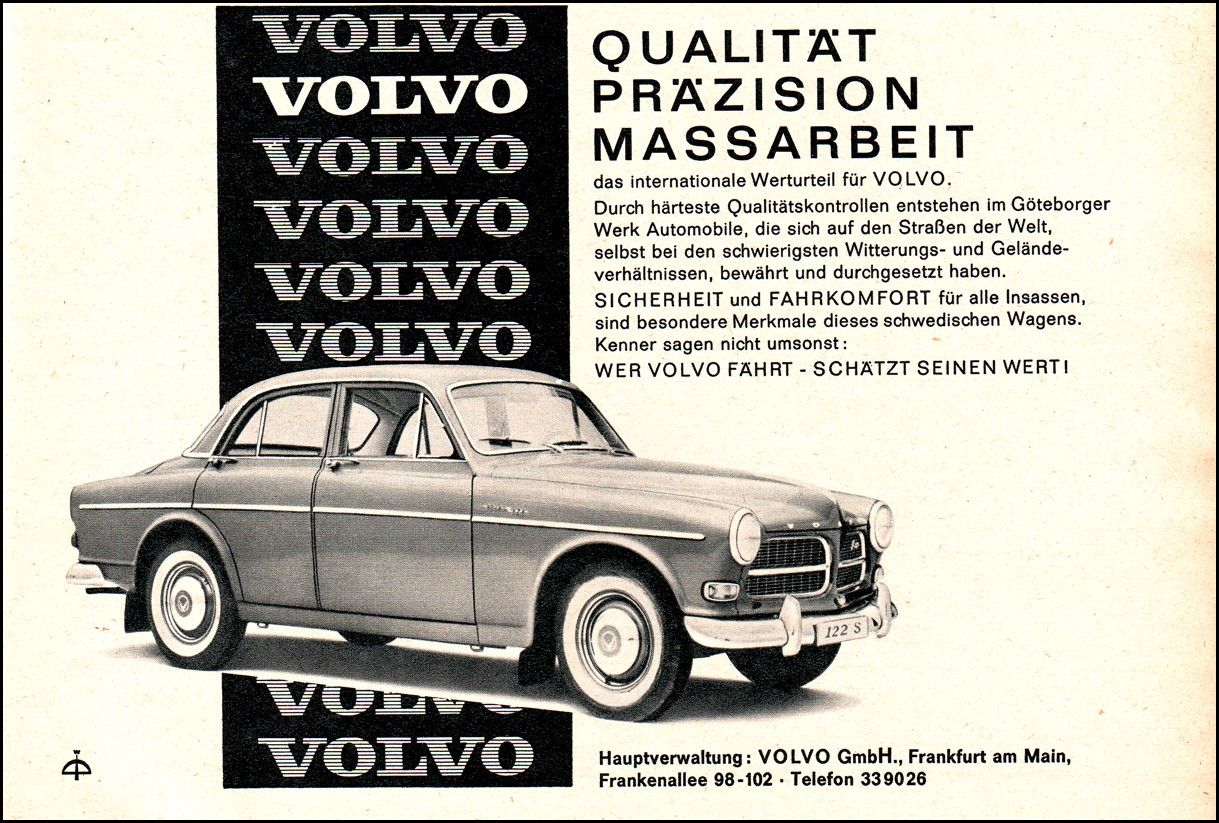 VOLVO
VOLVO
VOLVO
VOLVO
VOLVO
VOLVO
QUALITÄT
PRÄZISION
MASSARBEIT
das internationale Werturteil für VOLVO.
Durch härteste Qualitätskontrollen entstehen im Göteborger
Werk Automobile, die sich auf den Straßen der Welt,
selbst bei den schwierigsten Witterungs- und Gelände-
verhältnissen, bewährt und durchgesetzt haben.
SICHERHEIT und FAHRKOMFORT für alle Insassen,
sind besondere Merkmale dieses schwedischen Wagens.
Kenner sagen nicht umsonst:
WER VOLVO FÄHRT - SCHÄTZT SEINEN WERT!
122 S
VOLVO
VOLVO
Hauptverwaltung: VOLVO GmbH., Frankfurt am Main,
Frankenallee 98-102 · Telefon 339026